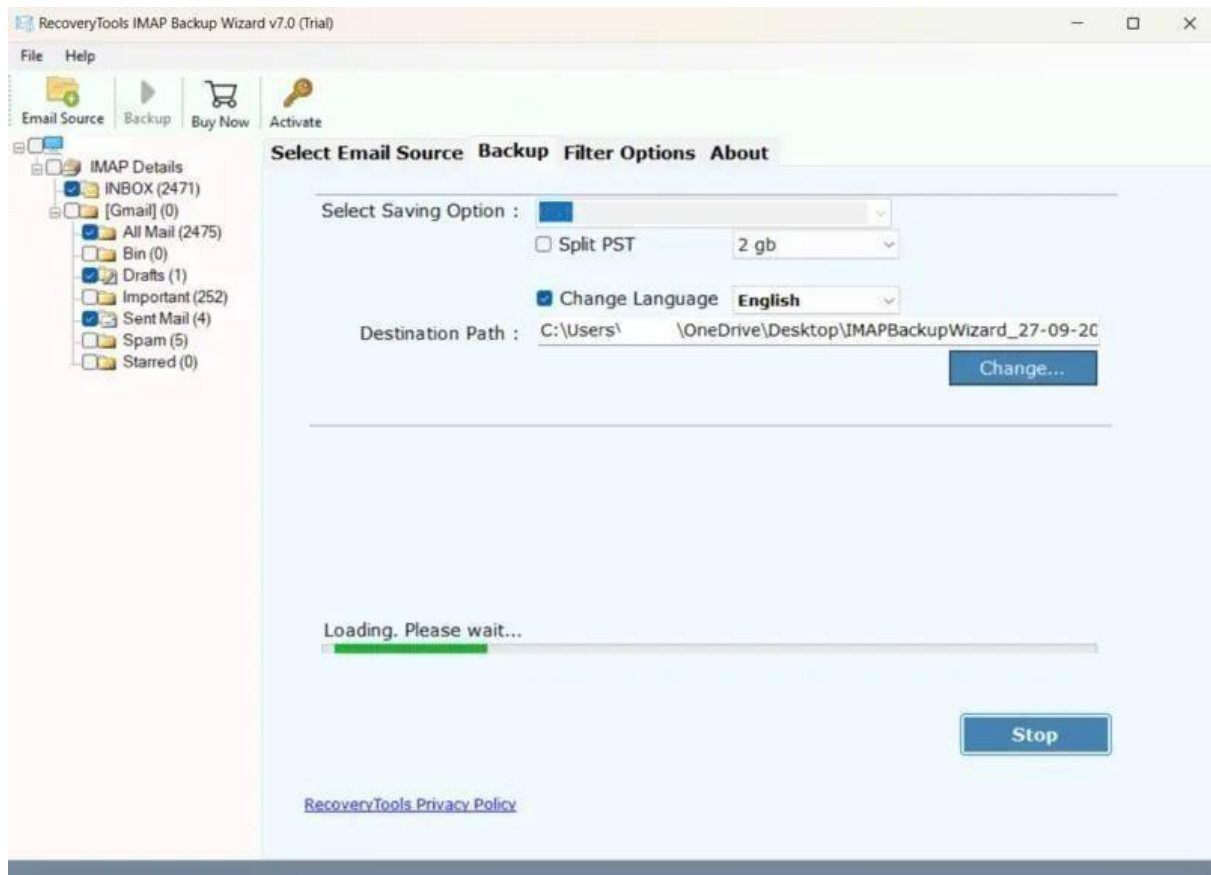 RecoveryTools IMAP Backup Wizard v7.0 (Trial)
File Help
Email Source Backup Buy Now Activate
IMAP Details
INBOX (2471)
[Gmail] (0)
All Mail (2475)
Bin (0)
Drafts (1)
Important (252)
Sent Mail (4)
Spam (5)
Starred (0)
Select Email Source Backup Filter Options About
Select Saving Option :
Split PST 2 gb
Change Language English
Destination Path : C:\Users\ \OneDrive\Desktop\IMAPBackupWizard_27-09-20
Change...
Loading. Please wait...
Stop
RecoveryTools Privacy Policy